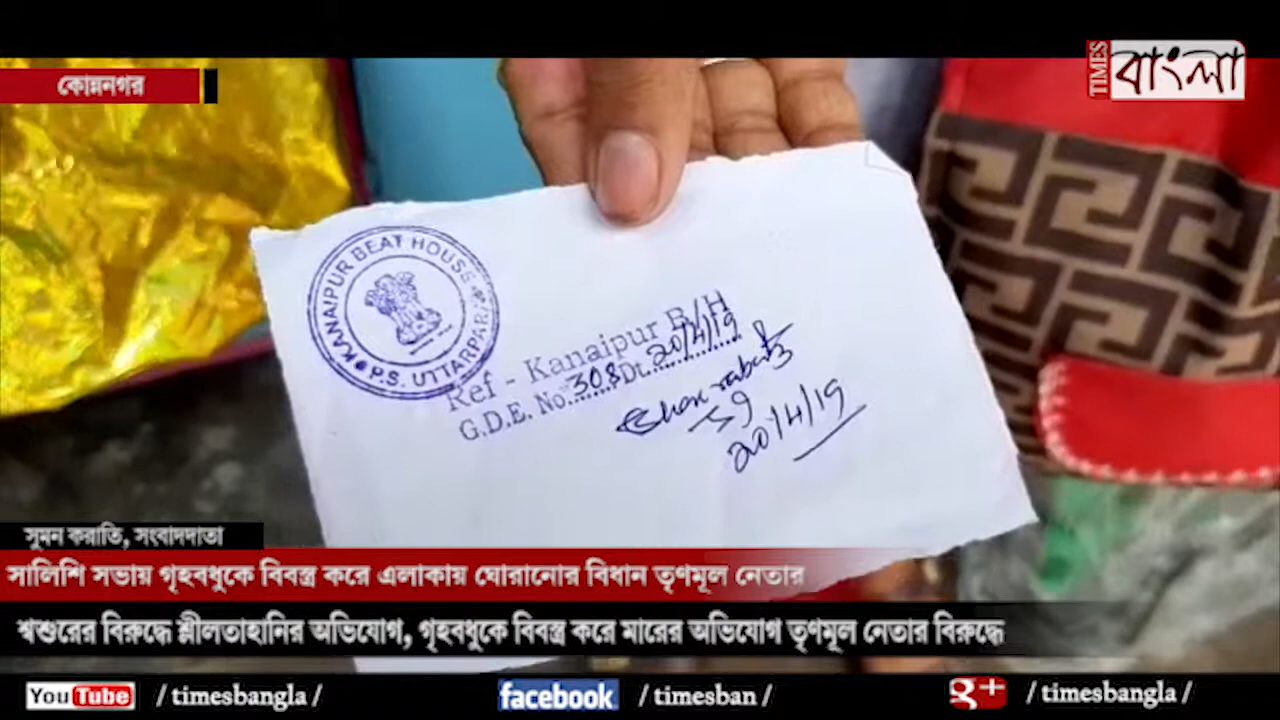 কোন্নগর
TIMES বাংলা
KANAIPUR BEAT HOUSE
P.S. UTTARPARA
Ref - Kanaipur B/H
G.D.E. No. 308 Dt. 20/4/19
20/4/19
সুমন করাতি, সংবাদদাতা
সালিশি সভায় গৃহবধুকে বিবস্ত্র করে এলাকায় ঘোরানোর বিধান তৃণমূল নেতার
শ্বশুরের বিরুদ্ধে শ্লীলতাহানির অভিযোগ, গৃহবধুকে বিবস্ত্র করে মারের অভিযোগ তৃণমূল নেতার বিরুদ্ধে
YouTube / timesbangla / facebook / timesban / g+ / timesbangla /